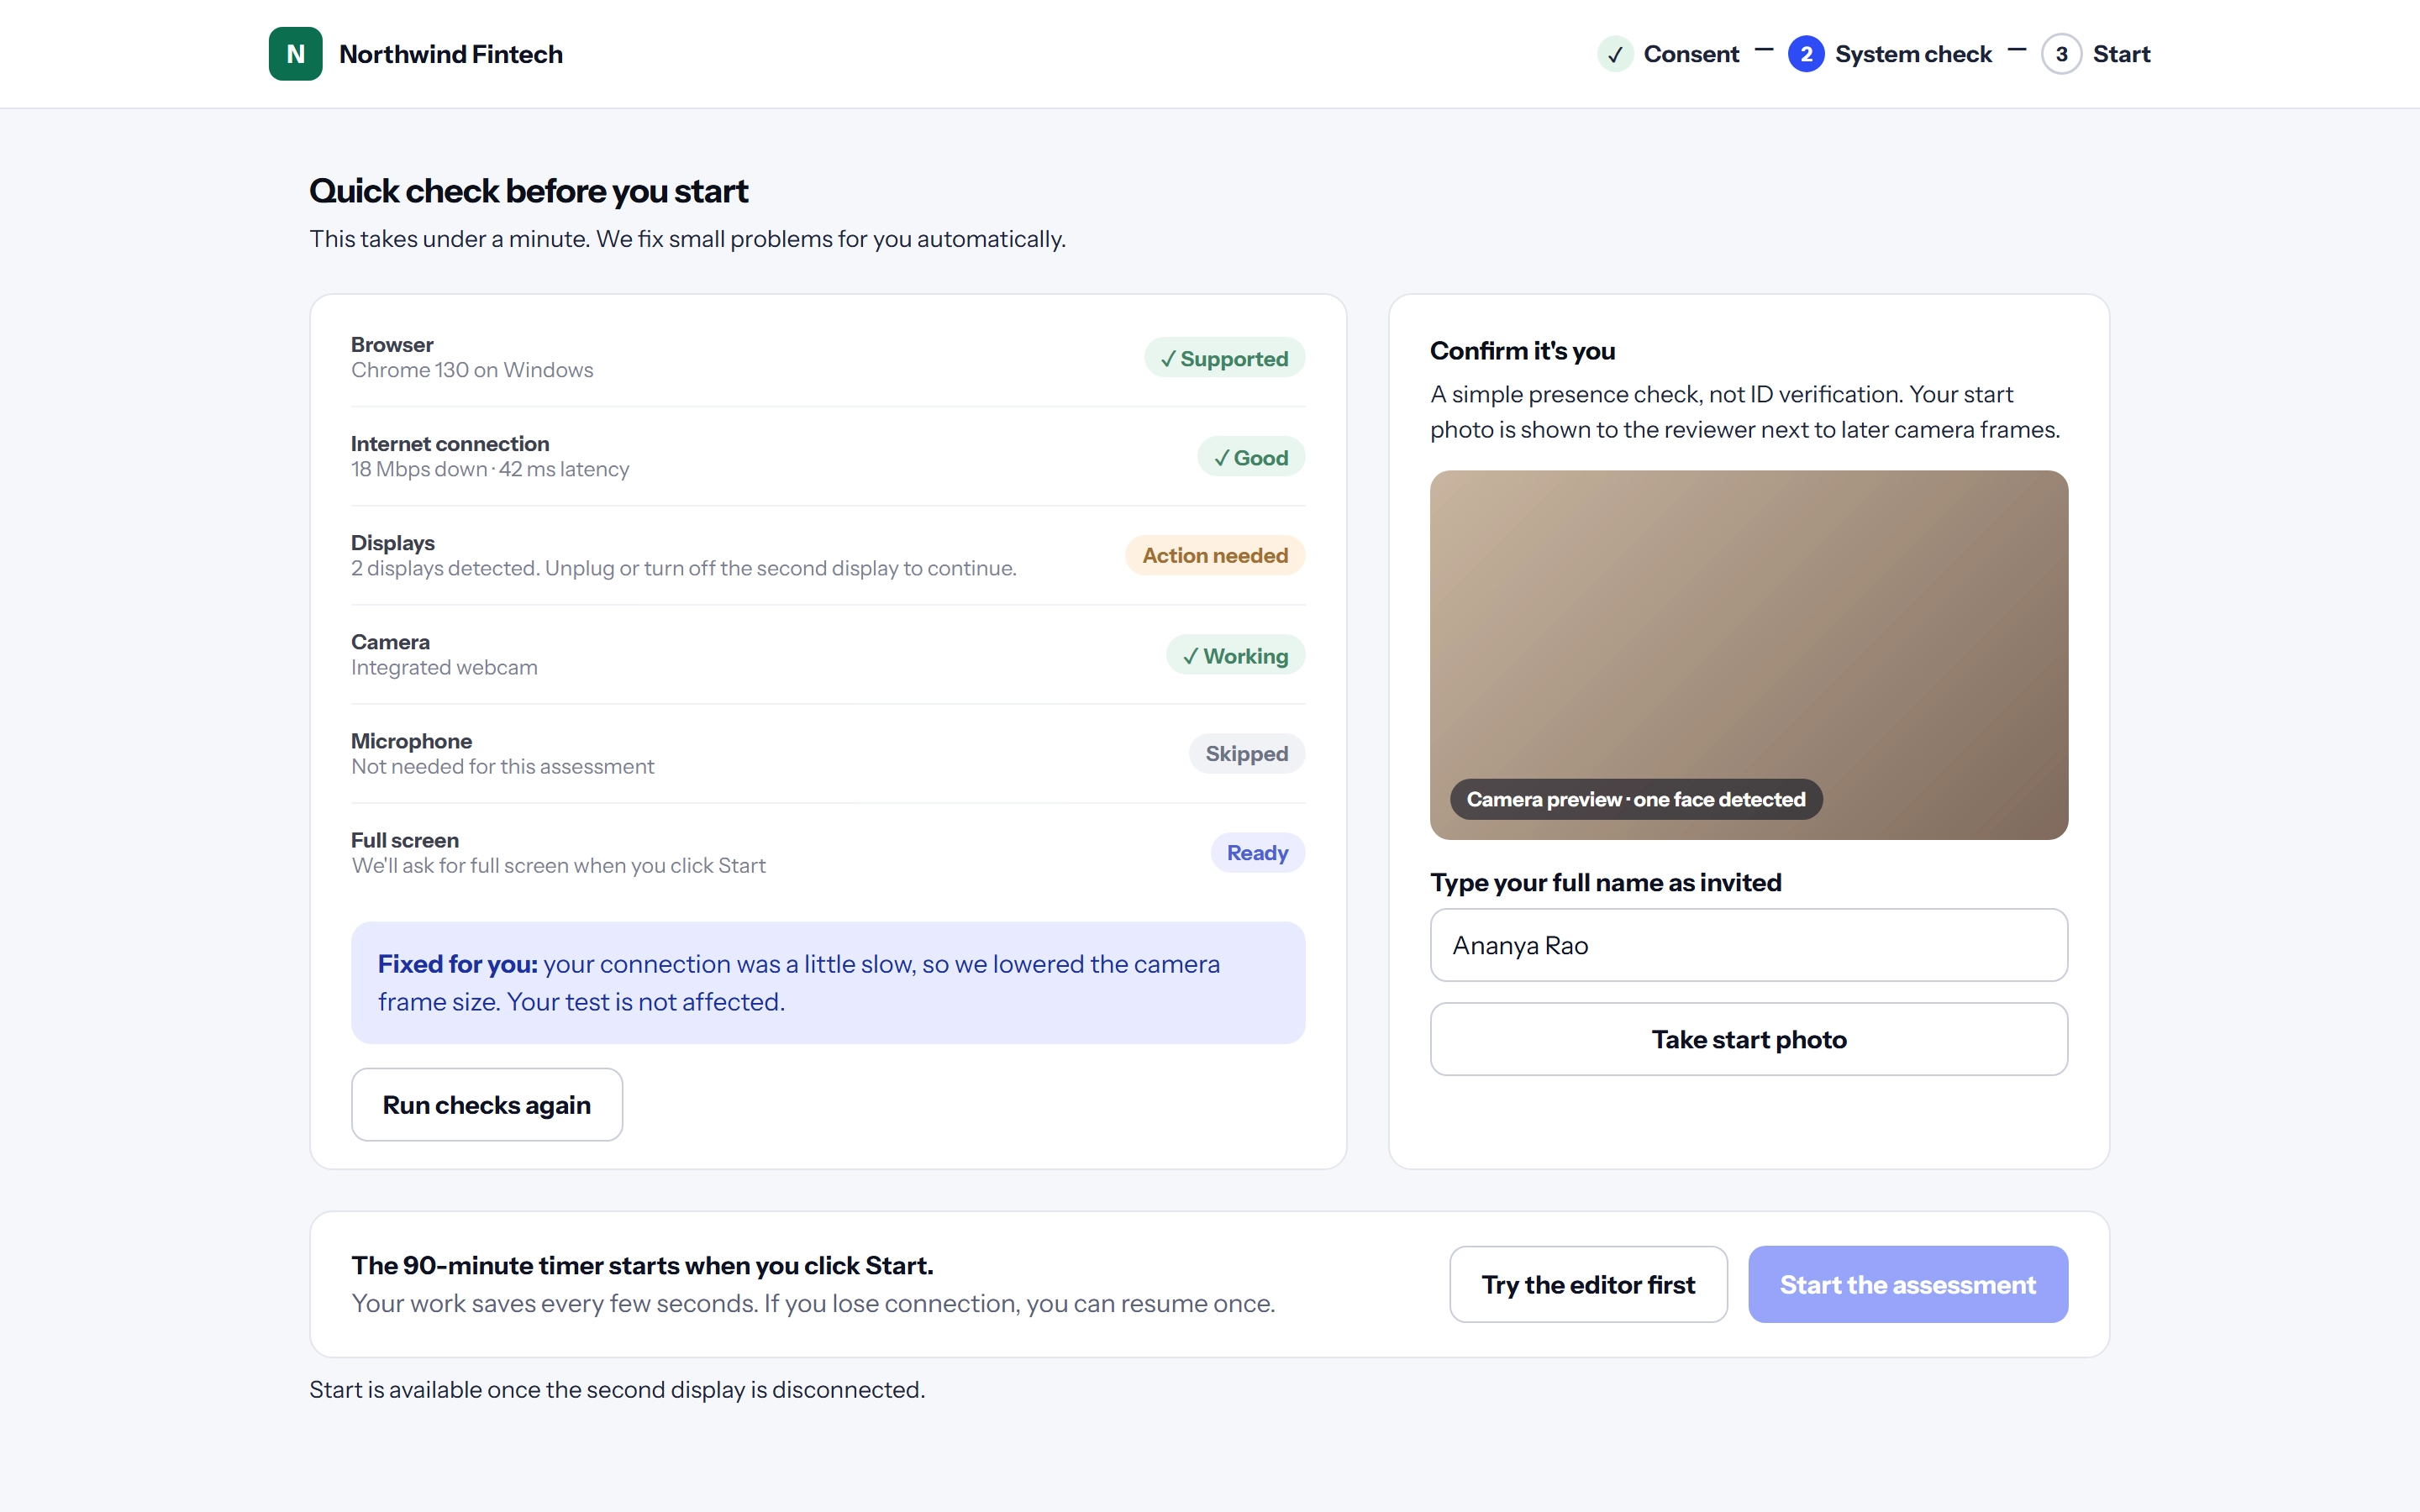 N
Northwind Fintech
✓ Consent — 2 System check — 3 Start
Quick check before you start
This takes under a minute. We fix small problems for you automatically.
Browser
Chrome 130 on Windows
✓ Supported
Internet connection
18 Mbps down · 42 ms latency
✓ Good
Displays
2 displays detected. Unplug or turn off the second display to continue.
Action needed
Camera
Integrated webcam
✓ Working
Microphone
Not needed for this assessment
Skipped
Full screen
We'll ask for full screen when you click Start
Ready
Fixed for you: your connection was a little slow, so we lowered the camera
frame size. Your test is not affected.
Run checks again
Confirm it's you
A simple presence check, not ID verification. Your start
photo is shown to the reviewer next to later camera frames.
Camera preview · one face detected
Type your full name as invited
Ananya Rao
Take start photo
The 90-minute timer starts when you click Start.
Your work saves every few seconds. If you lose connection, you can resume once.
Try the editor first
Start the assessment
Start is available once the second display is disconnected.